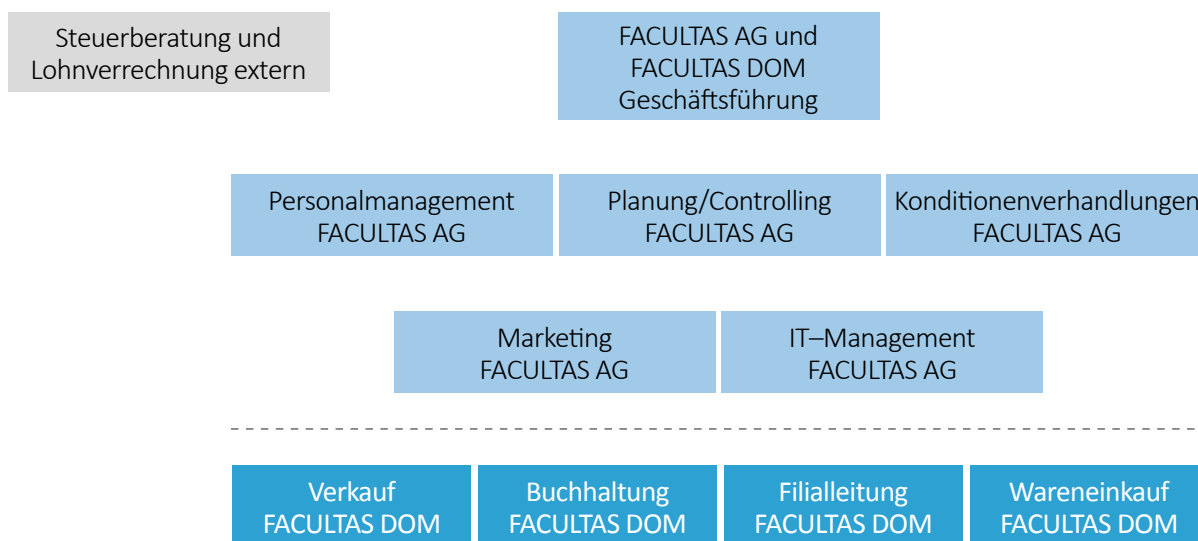 Steuerberatung und
Lohnverrechnung extern
FACULTAS AG und
FACULTAS DOM
Geschäftsführung
Personalmanagement
FACULTAS AG
Planung/Controlling
FACULTAS AG
Konditionenverhandlungen
FACULTAS AG
Marketing
FACULTAS AG
IT–Management
FACULTAS AG
Verkauf
FACULTAS DOM
Buchhaltung
FACULTAS DOM
Filialleitung
FACULTAS DOM
Wareneinkauf
FACULTAS DOM